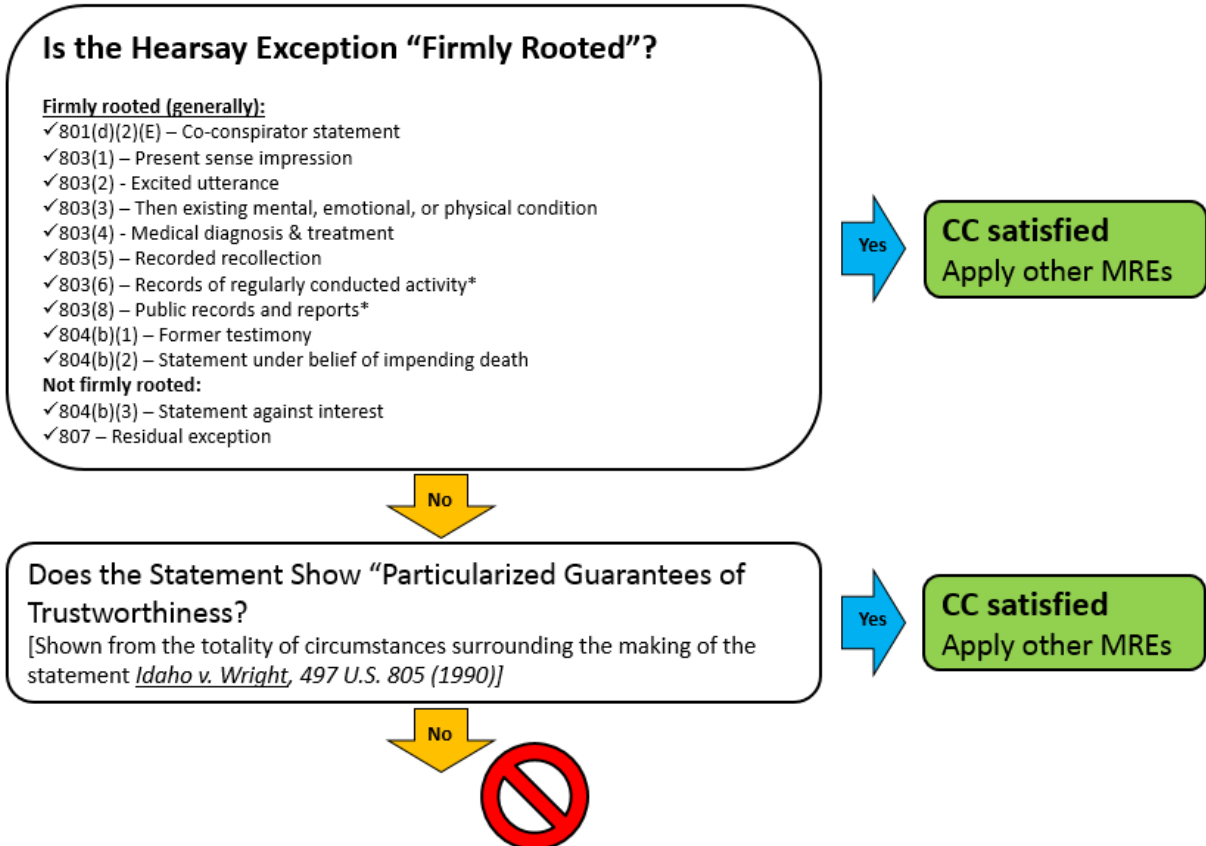 Is the Hearsay Exception “Firmly Rooted”?
Firmly rooted (generally):
✓801(d)(2)(E) – Co-conspirator statement
✓803(1) – Present sense impression
✓803(2) - Excited utterance
✓803(3) – Then existing mental, emotional, or physical condition
✓803(4) - Medical diagnosis & treatment
✓803(5) – Recorded recollection
✓803(6) – Records of regularly conducted activity*
✓803(8) – Public records and reports*
✓804(b)(1) – Former testimony
✓804(b)(2) – Statement under belief of impending death
Not firmly rooted:
✓804(b)(3) – Statement against interest
✓807 – Residual exception
Yes
CC satisfied
Apply other MREs
No
Does the Statement Show “Particularized Guarantees of
Trustworthiness?
[Shown from the totality of circumstances surrounding the making of the
statement Idaho v. Wright, 497 U.S. 805 (1990)]
Yes
CC satisfied
Apply other MREs
No